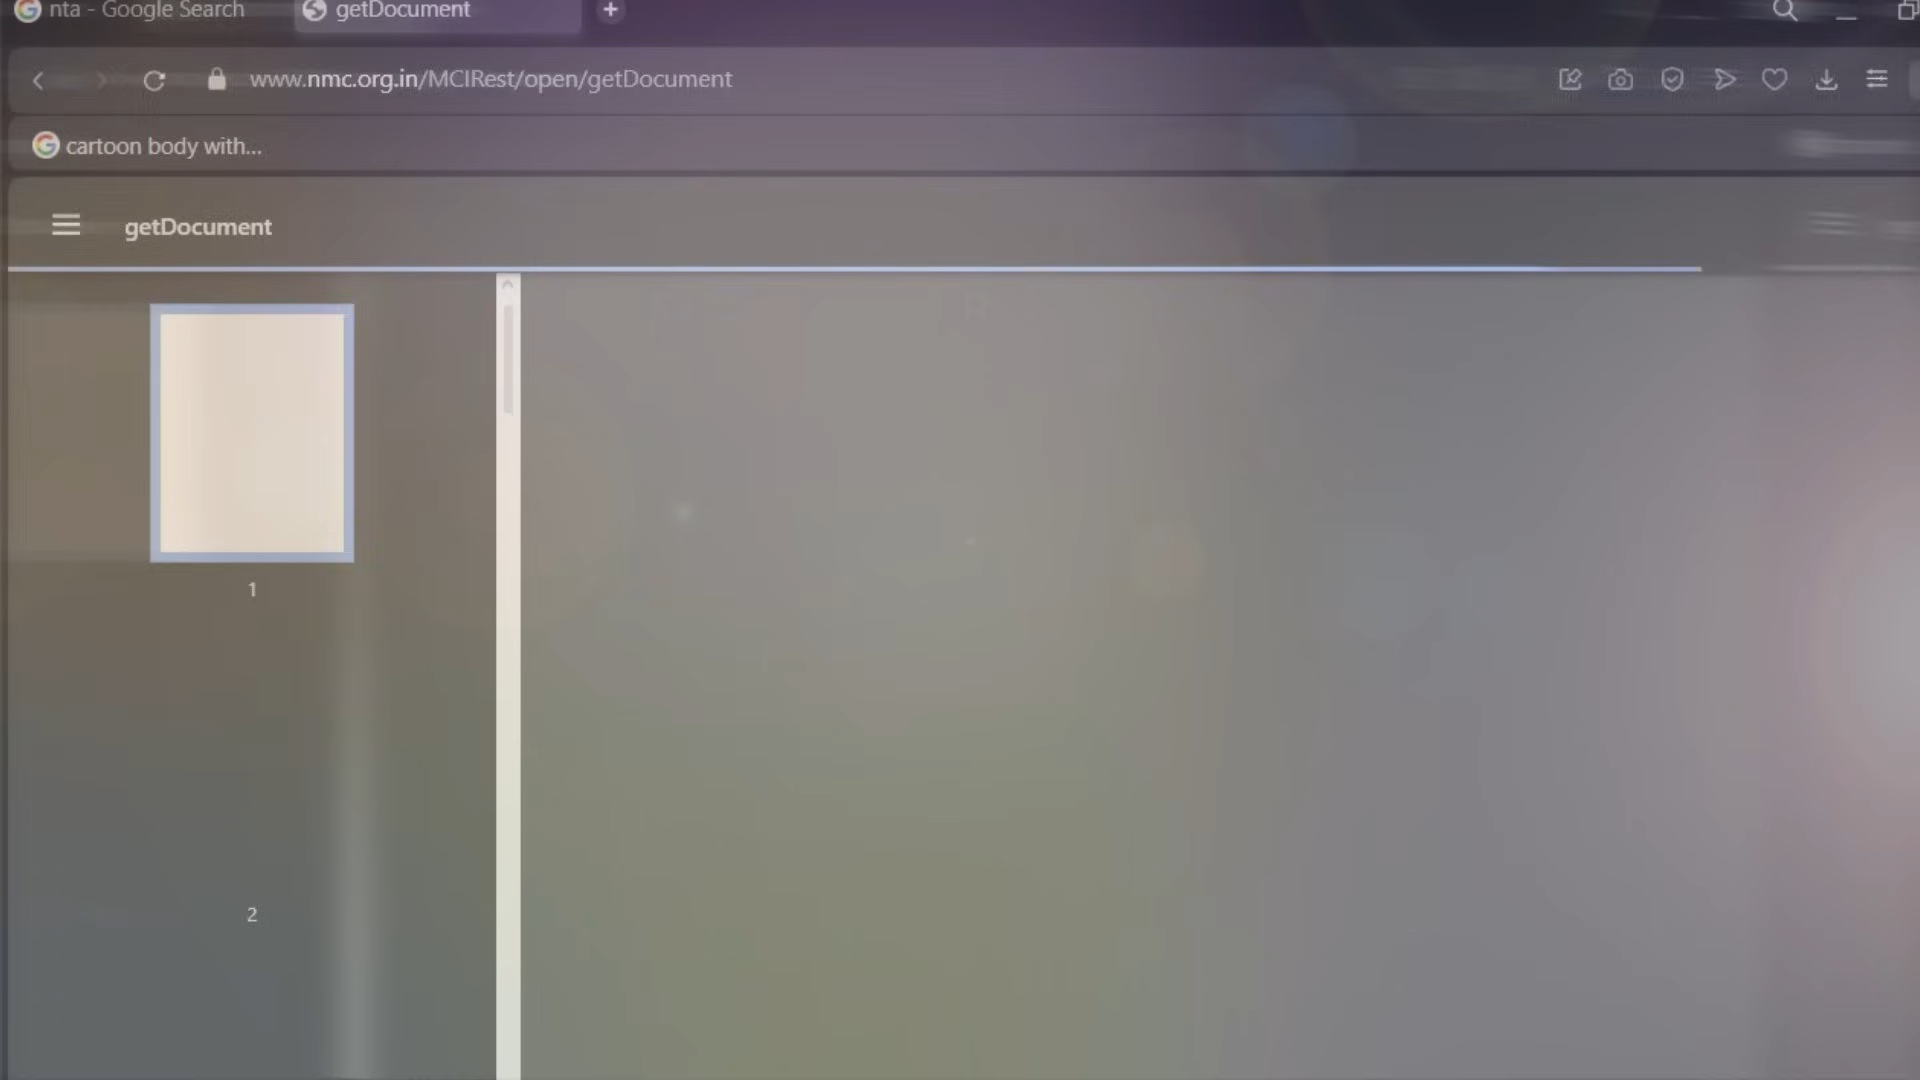 nta - Google Search
getDocument
www.nmc.org.in/MCIRest/open/getDocument
cartoon body with...
getDocument
1
2